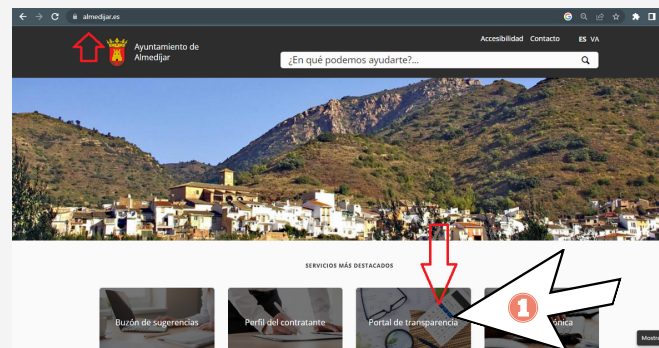 almedijar.es
Accesibilidad Contacto ES VA
Ayuntamiento de
Almedíjar
¿En qué podemos ayudarte?...
SERVICIOS MÁS DESTACADOS
Buzón de sugerencias
Perfil del contratante
Portal de transparencia
1